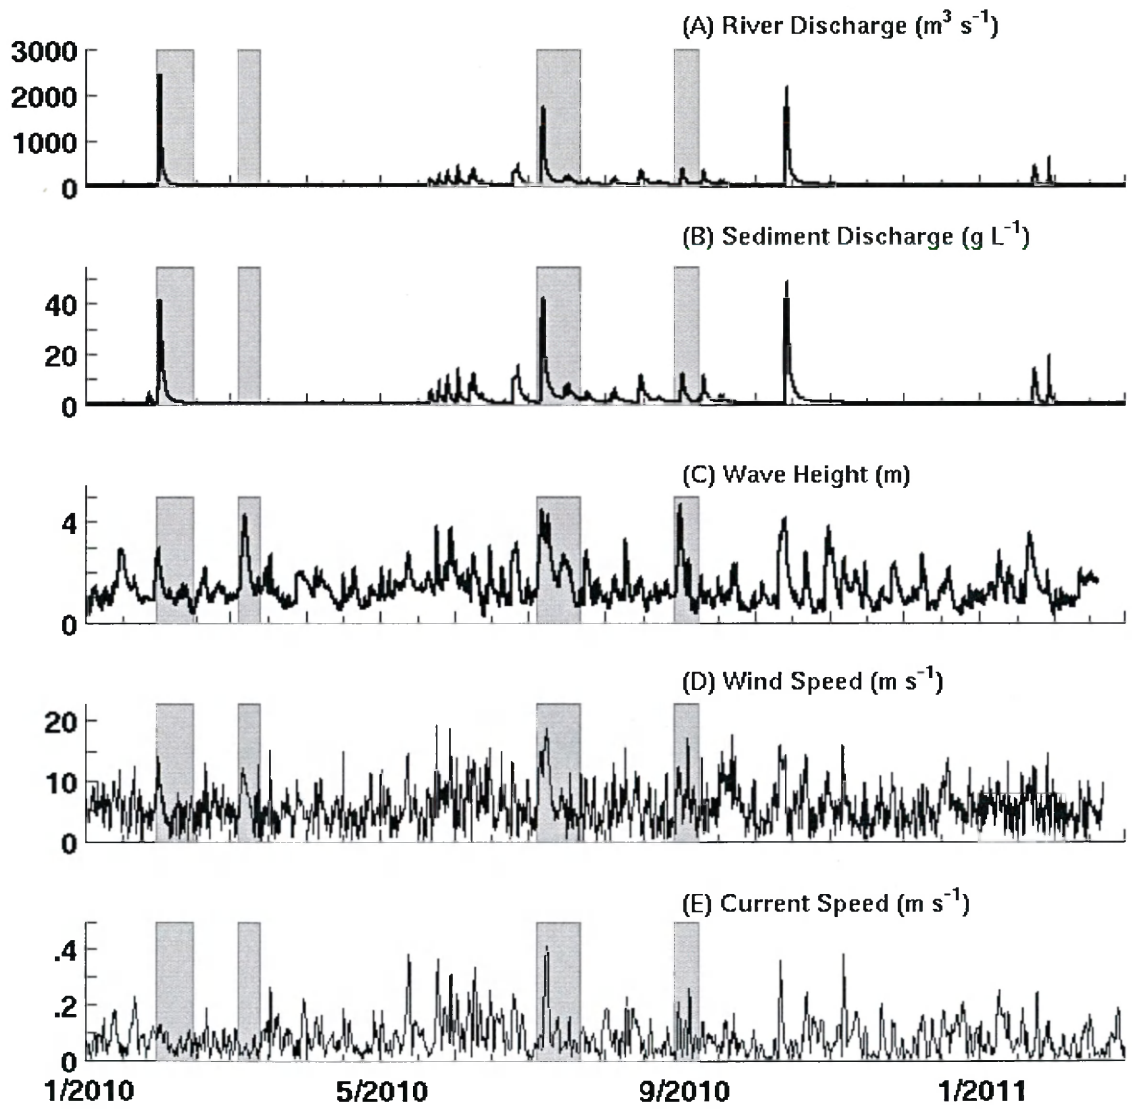 (A) River Discharge (m³ s⁻¹)
3000
2000
1000
0
(B) Sediment Discharge (g L⁻¹)
40
20
0
(C) Wave Height (m)
4
0
(D) Wind Speed (m s⁻¹)
20
10
0
(E) Current Speed (m s⁻¹)
.4
.2
0
1/2010 5/2010 9/2010 1/2011